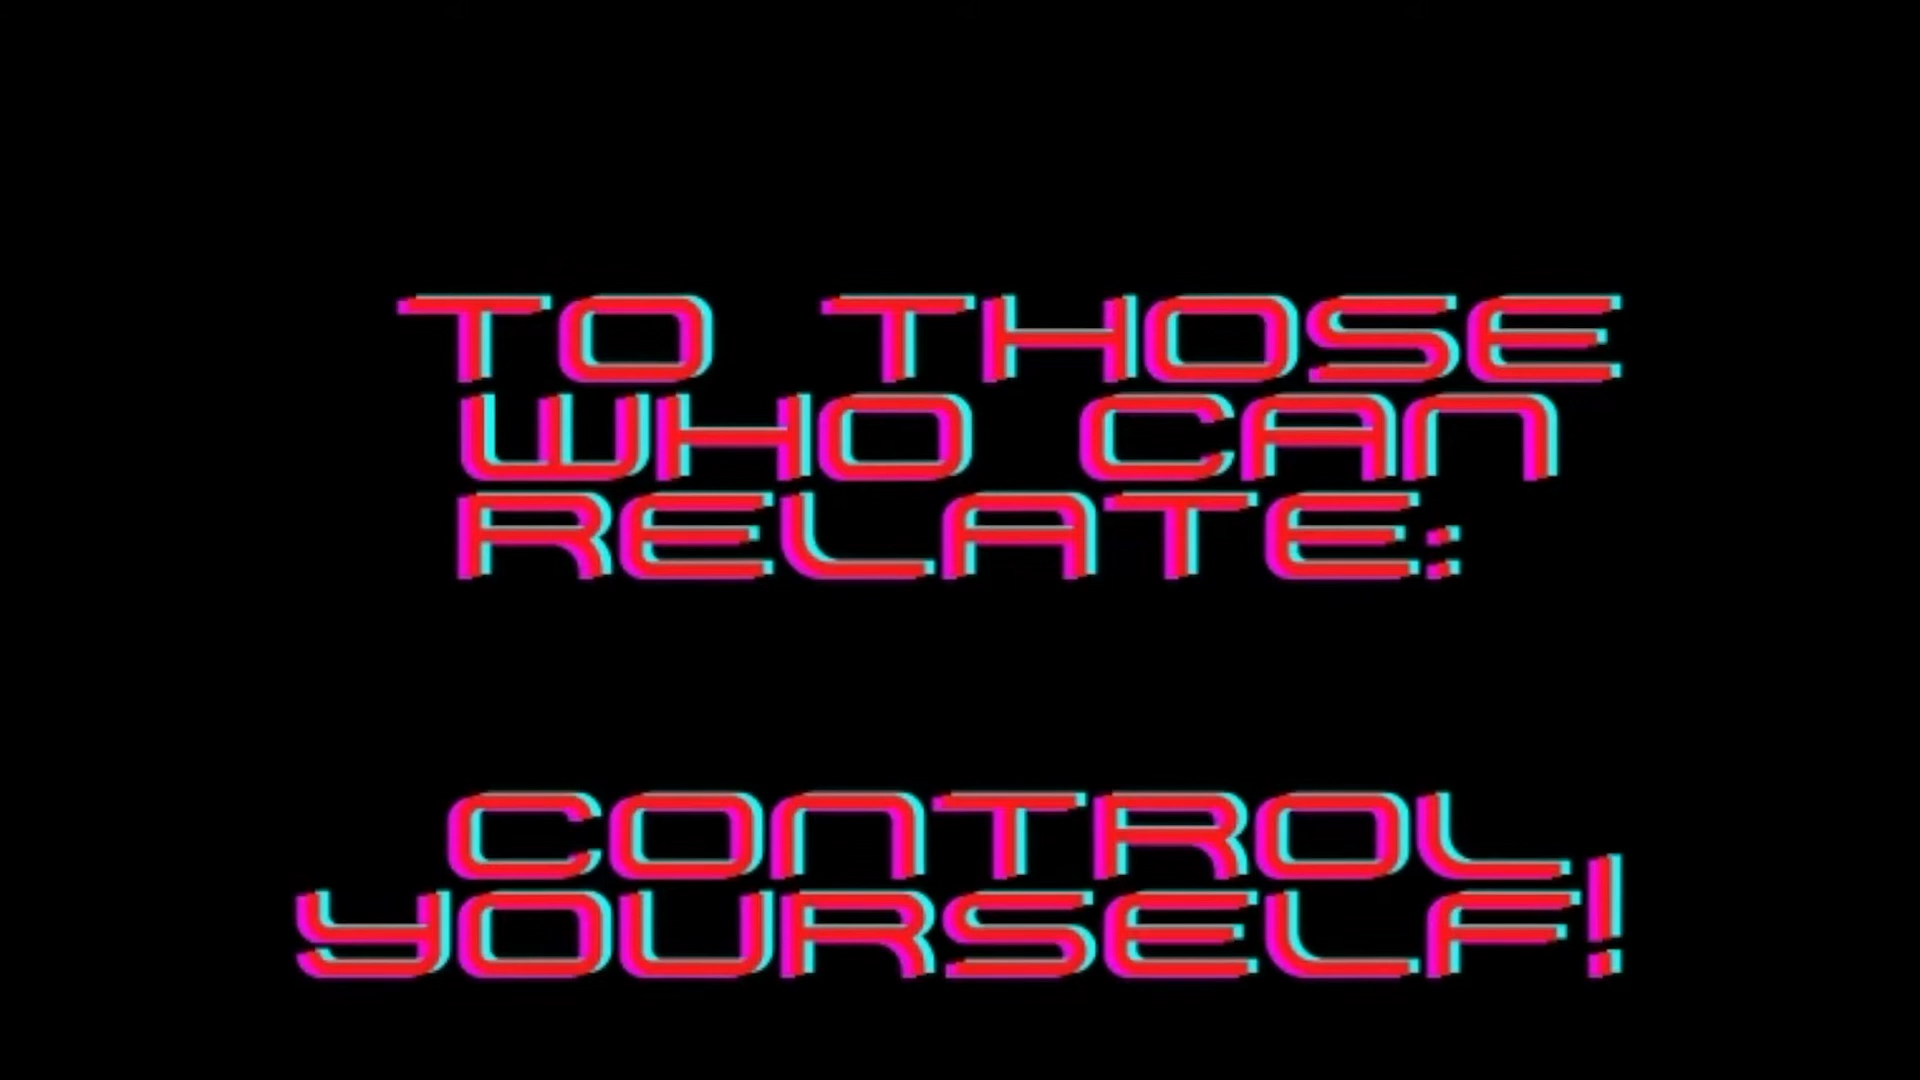 TO THOSE
WHO CAN
RELATE:
CONTROL
YOURSELF!